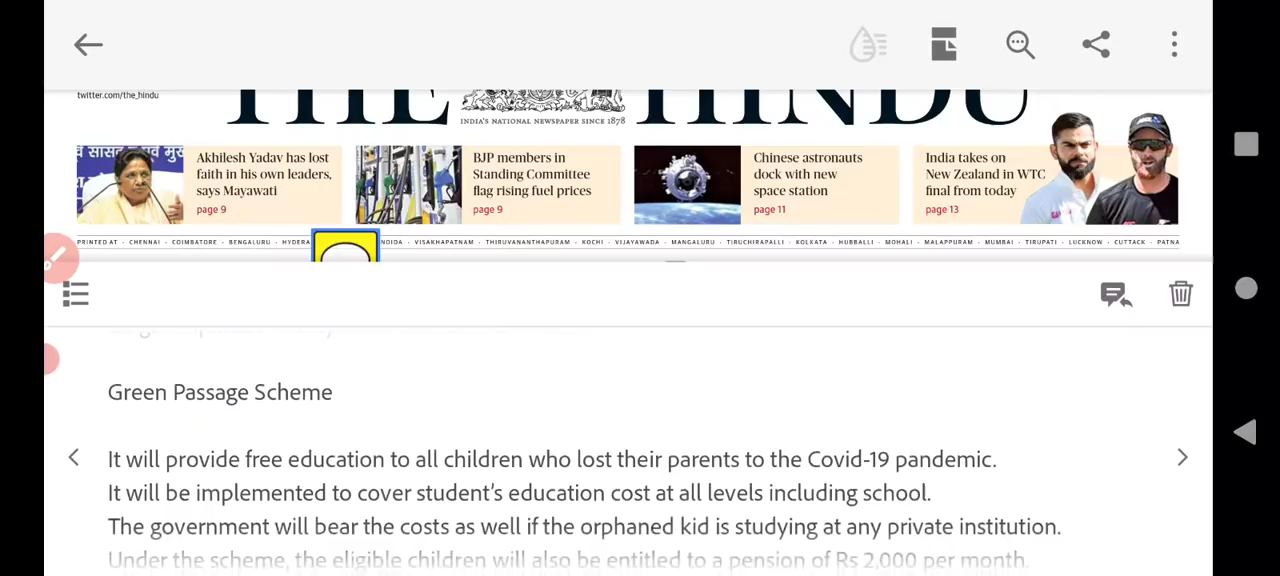 twitter.com/the_hindu
THE HINDU
INDIA'S NATIONAL NEWSPAPER SINCE 1878
Akhilesh Yadav has lost
faith in his own leaders,
says Mayawati
page 9
BJP members in
Standing Committee
flag rising fuel prices
page 9
Chinese astronauts
dock with new
space station
page 11
India takes on
New Zealand in WTC
final from today
page 13
PRINTED AT • CHENNAI • COIMBATORE • BENGALURU • HYDERA NOIDA • VISAKHAPATNAM • THIRUVANANTHAPURAM • KOCHI • VIJAYAWADA • MANGALURU • TIRUCHIRAPALLI • KOLKATA • HUBBALLI • MOHALI • MALAPPURAM • MUMBAI • TIRUPATI • LUCKNOW • CUTTACK • PATNA
Green Passage Scheme
It will provide free education to all children who lost their parents to the Covid-19 pandemic.
It will be implemented to cover student's education cost at all levels including school.
The government will bear the costs as well if the orphaned kid is studying at any private institution.
Under the scheme, the eligible children will also be entitled to a pension of Rs 2,000 per month.